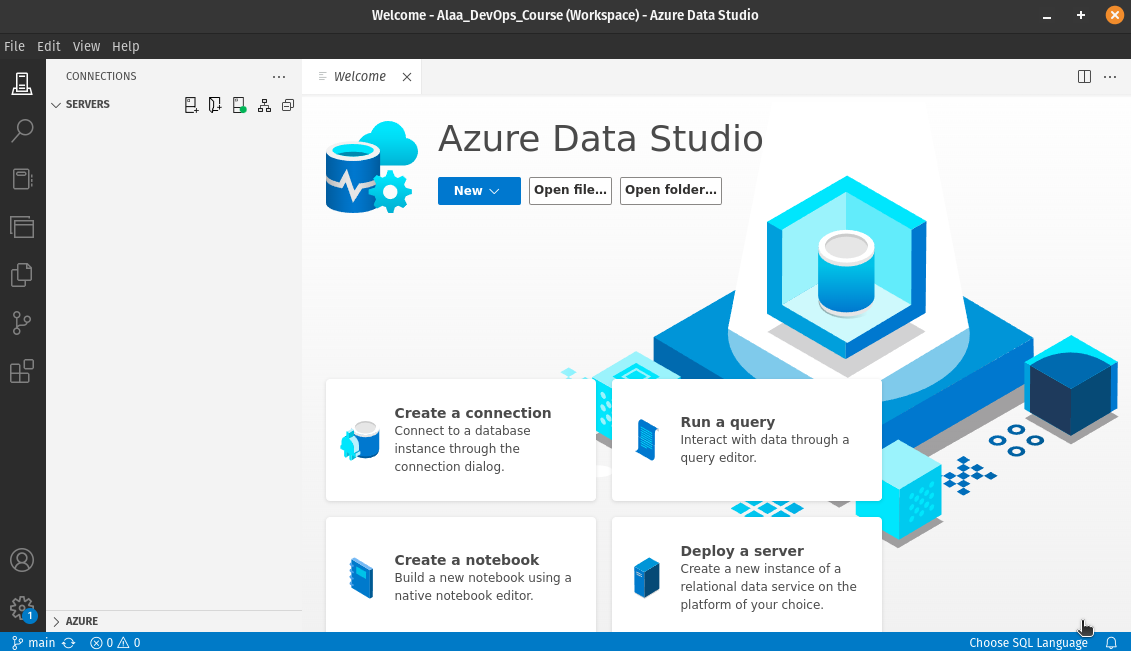 Welcome - Alaa_DevOps_Course (Workspace) - Azure Data Studio
File Edit View Help
CONNECTIONS
SERVERS
Welcome
Azure Data Studio
New
Open file...
Open folder...
Create a connection
Connect to a database
instance through the
connection dialog.
Run a query
Interact with data through a
query editor.
Create a notebook
Build a new notebook using a
native notebook editor.
Deploy a server
Create a new instance of a
relational data service on the
platform of your choice.
1
AZURE
main 0 0 Choose SQL Language